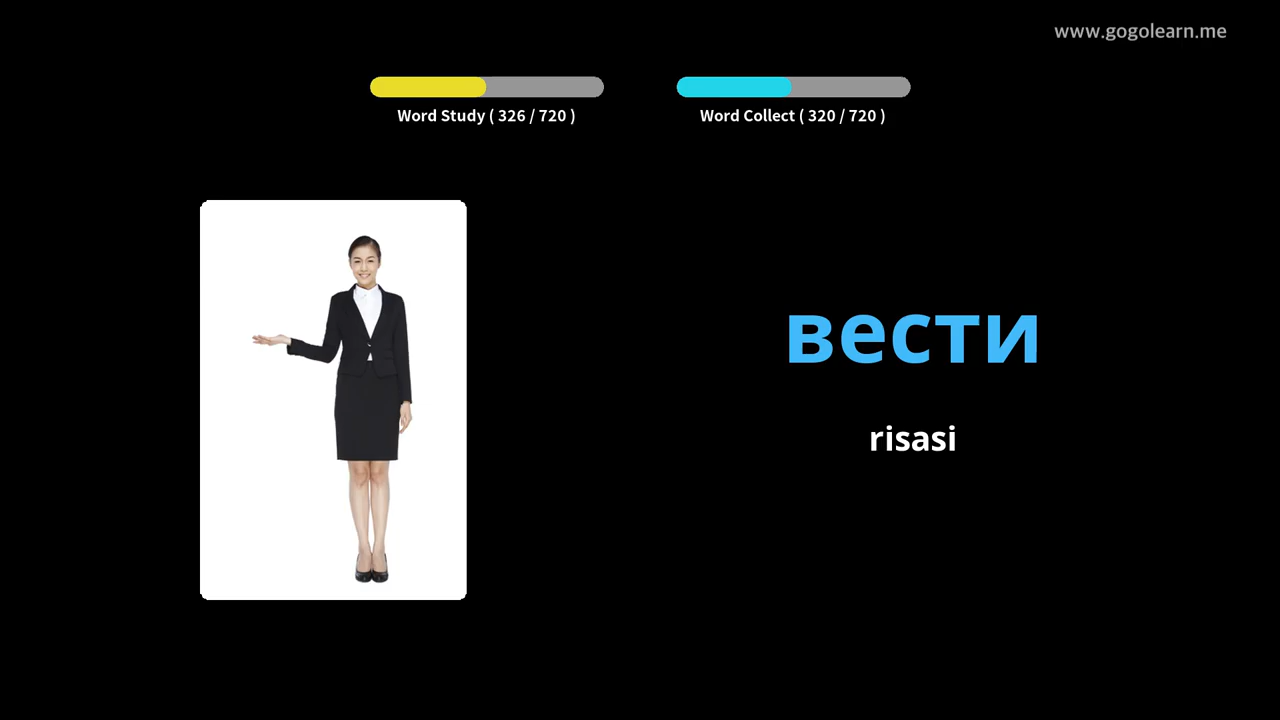 www.gogolearn.me
Word Study ( 326 / 720 )
Word Collect ( 320 / 720 )
вести
risasi